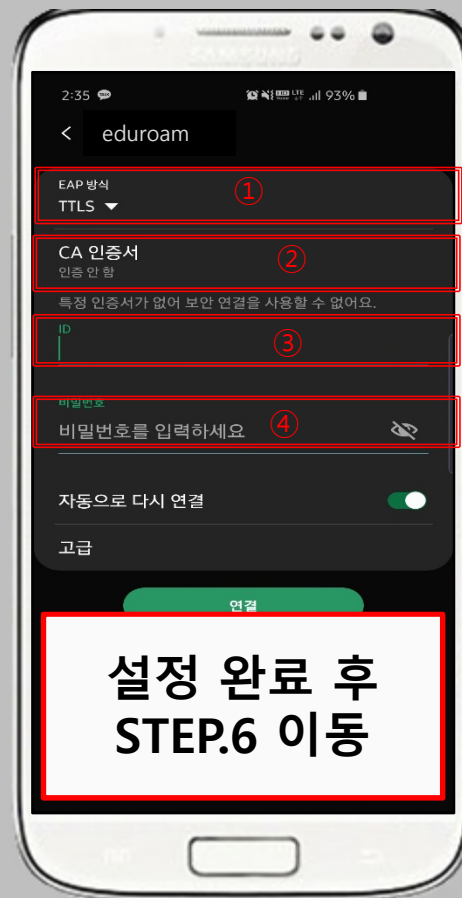 SAMSUNG
2:35 TALK LTE 93%
< eduroam
EAP 방식
TTLS
①
CA 인증서
인증 안 함
②
특정 인증서가 없어 보안 연결을 사용할 수 없어요.
ID
③
비밀번호
비밀번호를 입력하세요
④
자동으로 다시 연결
고급
연결
설정 완료 후
STEP.6 이동